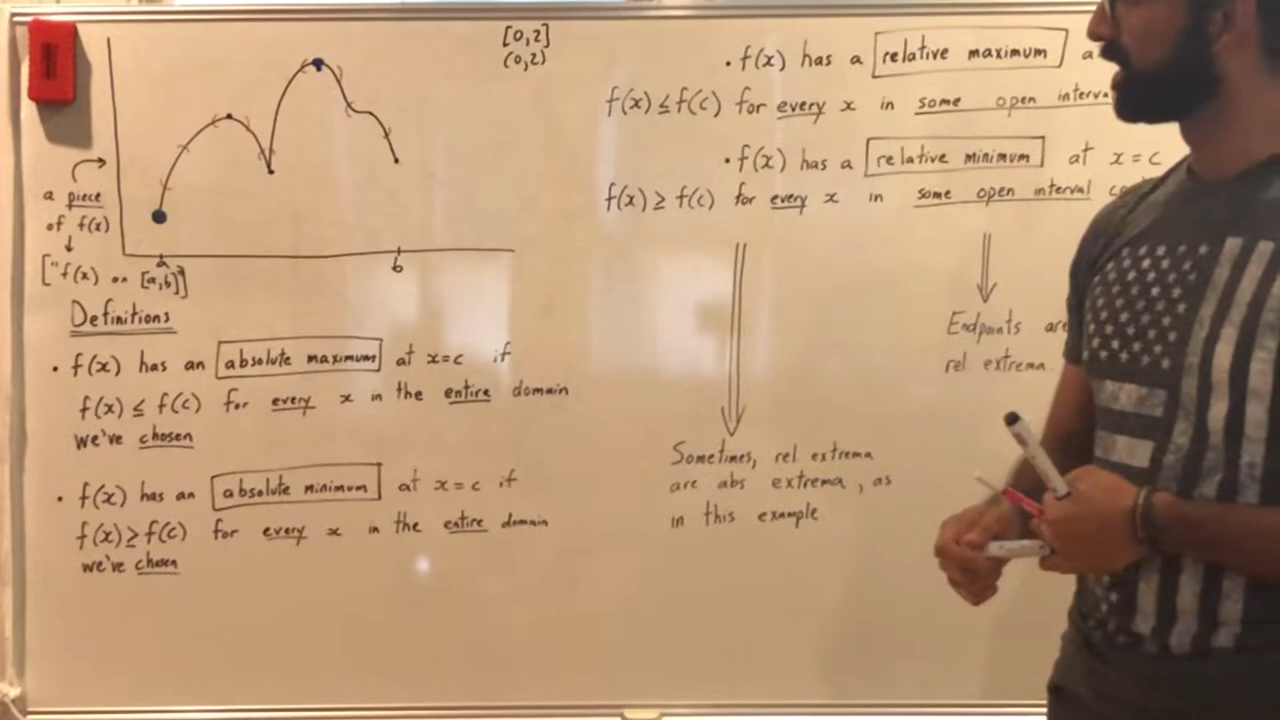 [0,2]
(0,2)
a piece
of f(x)
["f(x) on [a,b]"]
a
b
Definitions
• f(x) has an absolute maximum at x=c if
f(x) ≤ f(c) for every x in the entire domain
we've chosen
• f(x) has an absolute minimum at x=c if
f(x) ≥ f(c) for every x in the entire domain
we've chosen
• f(x) has a relative maximum a
f(x) ≤ f(c) for every x in some open interva
• f(x) has a relative minimum at x=c
f(x) ≥ f(c) for every x in some open interval co
Sometimes, rel extrema
are abs extrema, as
in this example
Endpoints are
rel extrema.